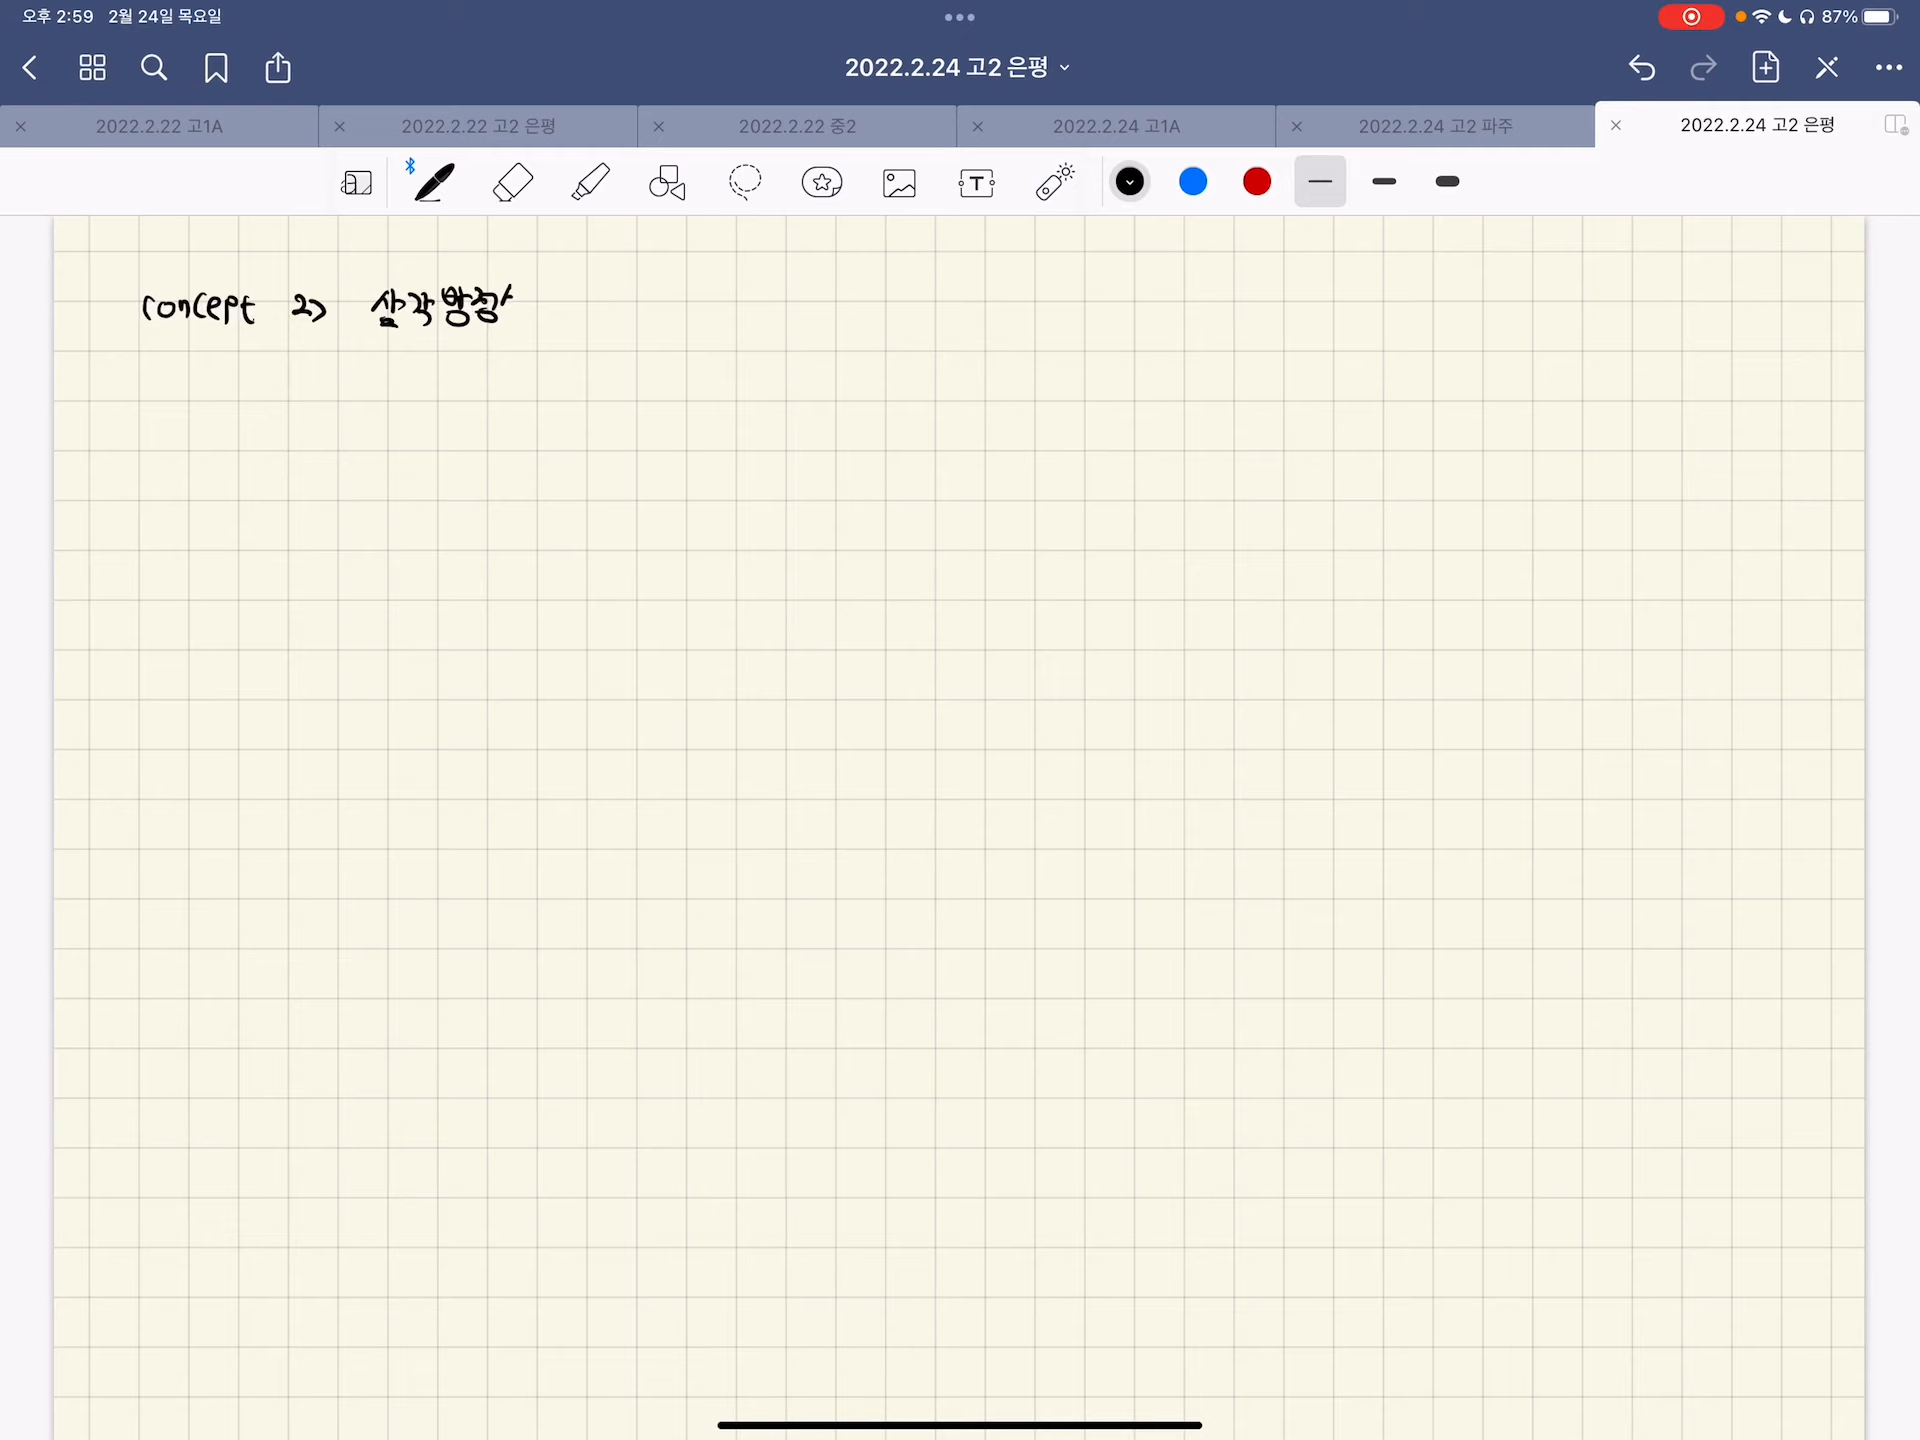 오후 2:59 2월 24일 목요일
87%
2022.2.24 고2 은평
2022.2.22 고1A
2022.2.22 고2 은평
2022.2.22 중2
2022.2.24 고1A
2022.2.24 고2 파주
2022.2.24 고2 은평
T
concept 2) 삼각방정